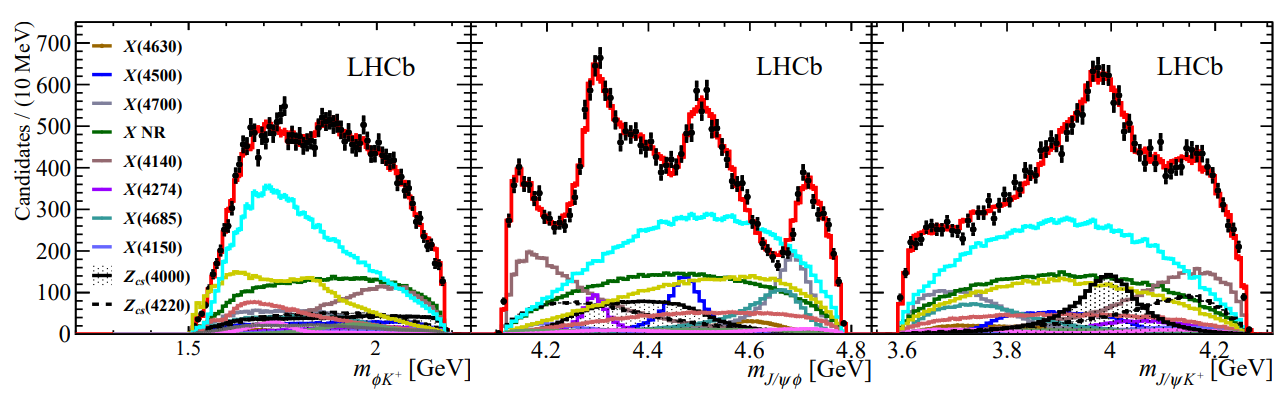 Candidates / (10 MeV)
700
600
500
400
300
200
100
0
X(4630)
X(4500)
X(4700)
X NR
X(4140)
X(4274)
X(4685)
X(4150)
Z_cs(4000)
Z_cs(4220)
LHCb
1.5 2
m_ϕK⁺ [GeV]
LHCb
4.2 4.4 4.6 4.8
m_J/ψϕ [GeV]
LHCb
3.6 3.8 4 4.2
m_J/ψK⁺ [GeV]